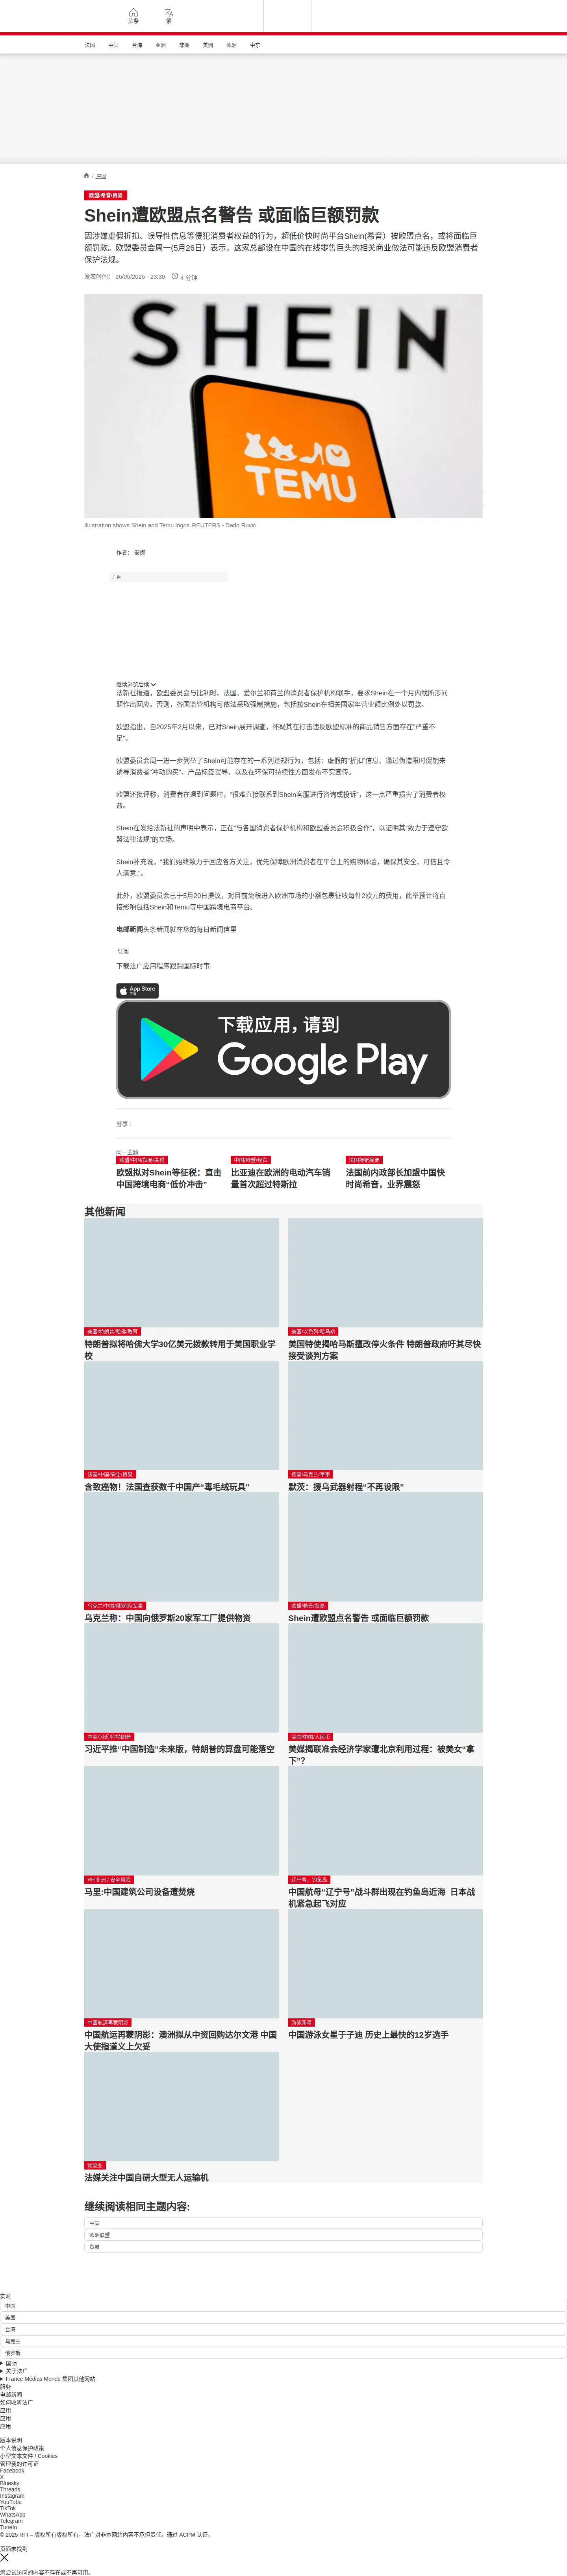 头条
繁
法国
中国
台海
亚洲
非洲
美洲
欧洲
中东
/ 中国
欧盟/希音/贸易
Shein遭欧盟点名警告 或面临巨额罚款
因涉嫌虚假折扣、误导性信息等侵犯消费者权益的行为，超低价快时尚平台Shein(希音）被欧盟点名，或将面临巨
额罚款。欧盟委员会周一(5月26日）表示，这家总部设在中国的在线零售巨头的相关商业做法可能违反欧盟消费者
保护法规。
发表时间： 26/05/2025 - 23:30
4 分钟
SHEIN
TEMU
Illustration shows Shein and Temu logos REUTERS - Dado Ruvic
作者： 安娜
广告
继续浏览后续
法新社报道，欧盟委员会与比利时、法国、爱尔兰和荷兰的消费者保护机构联手，要求Shein在一个月内就所涉问
题作出回应。否则，各国监管机构可依法采取强制措施，包括按Shein在相关国家年营业额比例处以罚款。
欧盟指出，自2025年2月以来，已对Shein展开调查，怀疑其在打击违反欧盟标准的商品销售方面存在“严重不
足”。
欧盟委员会周一进一步列举了Shein可能存在的一系列违规行为，包括：虚假的“折扣”信息、通过伪造限时促销来
诱导消费者“冲动购买”、产品标签误导、以及在环保可持续性方面发布不实宣传。
欧盟还批评称，消费者在遇到问题时，“很难直接联系到Shein客服进行咨询或投诉”，这一点严重损害了消费者权
益。
Shein在发给法新社的声明中表示，正在“与各国消费者保护机构和欧盟委员会积极合作”，以证明其“致力于遵守欧
盟法律法规”的立场。
Shein补充说，“我们始终致力于回应各方关注，优先保障欧洲消费者在平台上的购物体验，确保其安全、可信且令
人满意。”。
此外，欧盟委员会已于5月20日提议，对目前免税进入欧洲市场的小额包裹征收每件2欧元的费用，此举预计将直
接影响包括Shein和Temu等中国跨境电商平台。
电邮新闻头条新闻就在您的每日新闻信里
订阅
下载法广应用程序跟踪国际时事
App Store
下载
下载应用，请到
Google Play
分享 :
同一主题
欧盟/中国/贸易/关税
欧盟拟对Shein等征税：直击
中国跨境电商“低价冲击”
中国/欧盟/经贸
比亚迪在欧洲的电动汽车销
量首次超过特斯拉
法国报纸摘要
法国前内政部长加盟中国快
时尚希音，业界震怒
其他新闻
美国/特朗普/哈佛/教育
特朗普拟将哈佛大学30亿美元拨款转用于美国职业学
校
美国/以色列/哈马斯
美国特使揭哈马斯擅改停火条件 特朗普政府吁其尽快
接受谈判方案
法国/中国/安全/贸易
含致癌物！法国查获数千中国产“毒毛绒玩具”
德国/乌克兰/军事
默茨：援乌武器射程“不再设限”
乌克兰/中国/俄罗斯/军事
乌克兰称：中国向俄罗斯20家军工厂提供物资
欧盟/希音/贸易
Shein遭欧盟点名警告 或面临巨额罚款
中美/习近平/特朗普
习近平推“中国制造”未来版，特朗普的算盘可能落空
美国/中国/人民币
美媒揭联准会经济学家遭北京利用过程：被美女“拿
下”？
RFI非洲 / 安全风险
马里:中国建筑公司设备遭焚烧
辽宁号、钓鱼岛
中国航母“辽宁号”战斗群出现在钓鱼岛近海 日本战
机紧急起飞对应
中国航运再蒙阴影
中国航运再蒙阴影：澳洲拟从中资回购达尔文港 中国
大使指道义上欠妥
游泳新星
中国游泳女星于子迪 历史上最快的12岁选手
物流业
法媒关注中国自研大型无人运输机
继续阅读相同主题内容:
中国
欧洲联盟
贸易
实时
中国
美国
台湾
乌克兰
俄罗斯
国际
关于法广
France Médias Monde 集团其他网站
服务
电邮新闻
如何收听法广
应用
应用
应用
版本说明
个人信息保护政策
小型文本文件 / Cookies
管理我的许可证
Facebook
X
Bluesky
Threads
Instagram
YouTube
TikTok
WhatsApp
Telegram
TuneIn
© 2025 RFI – 版权所有版权所有。法广对非本网站内容不承担责任。通过 ACPM 认证。
页面未找到
您尝试访问的内容不存在或不再可用。